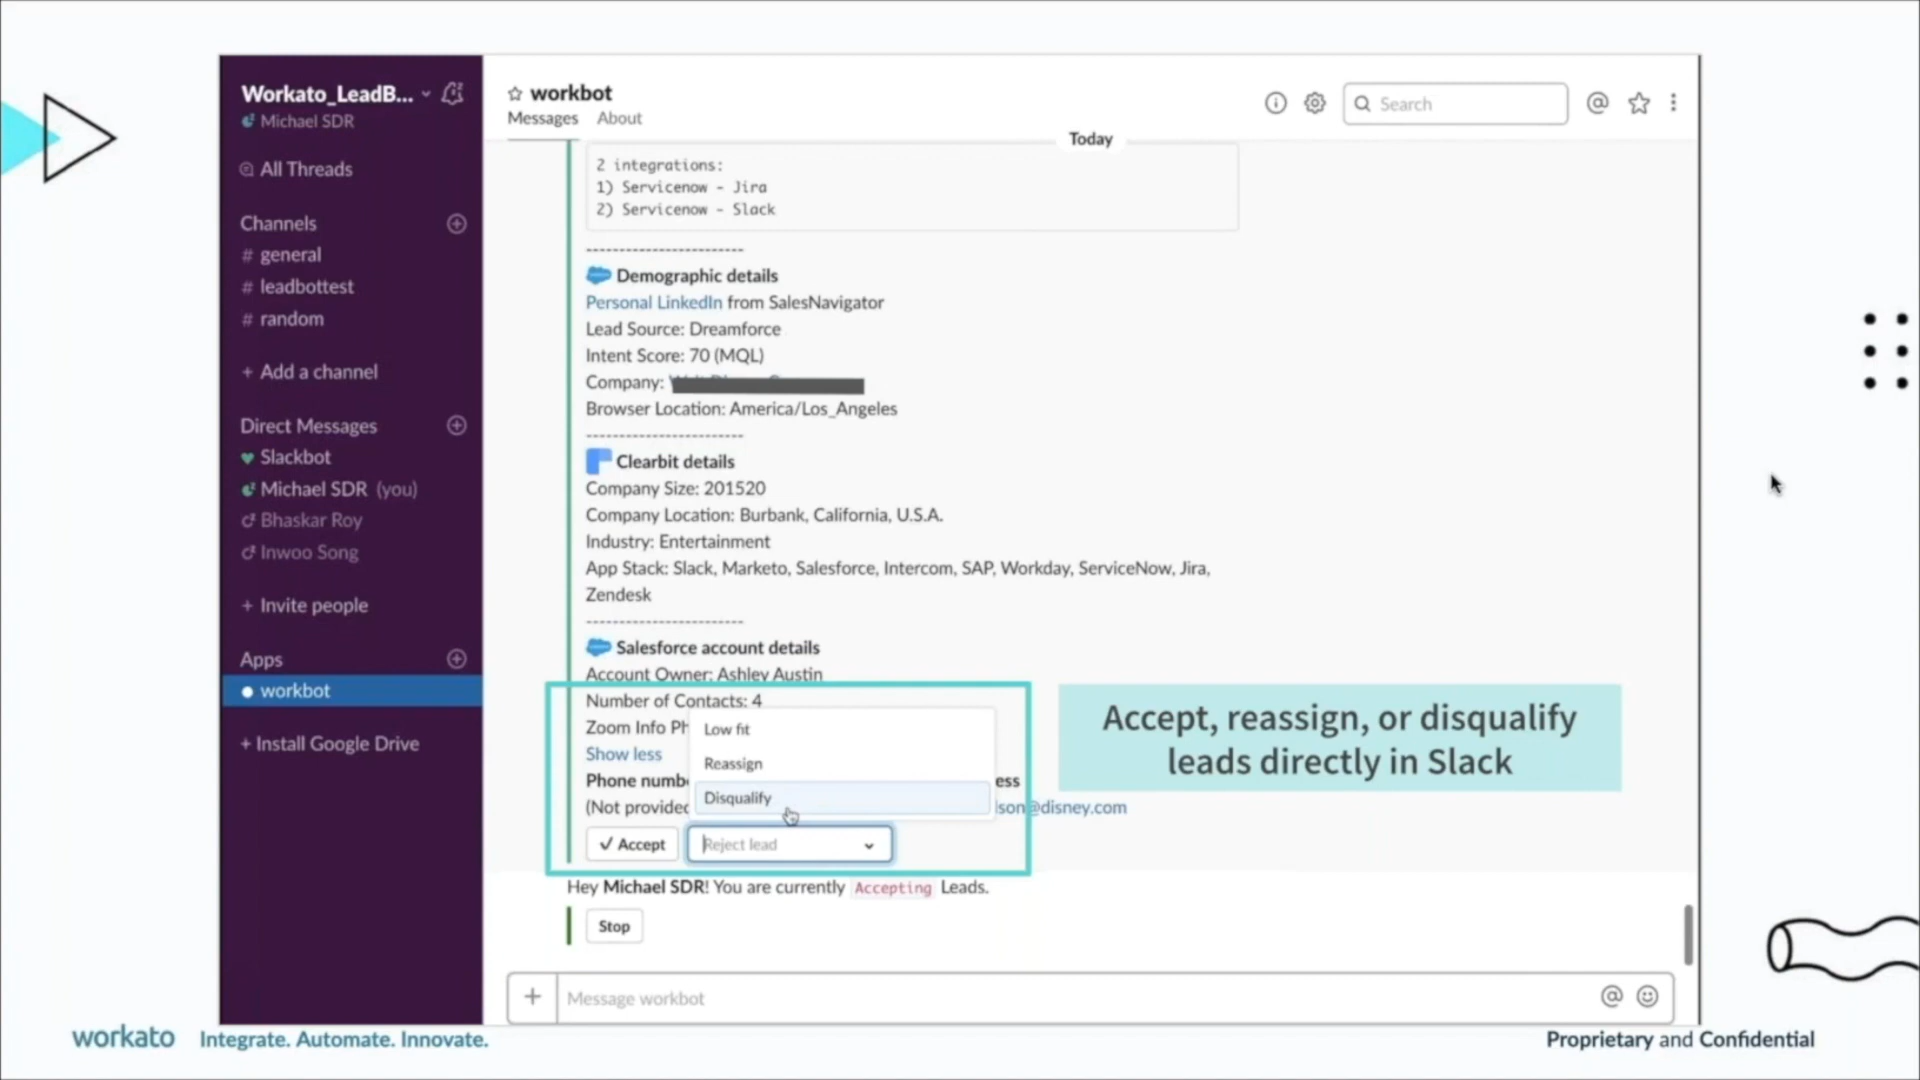 Workato_LeadB...
Michael SDR
All Threads
Channels
# general
# leadbottest
# random
+ Add a channel
Direct Messages
Slackbot
Michael SDR (you)
Bhaskar Roy
Inwoo Song
+ Invite people
Apps
workbot
+ Install Google Drive
workbot
Messages About
Search
Today
2 integrations:
1) Servicenow - Jira
2) Servicenow - Slack
------------------------
Demographic details
Personal LinkedIn from SalesNavigator
Lead Source: Dreamforce
Intent Score: 70 (MQL)
Company:
Browser Location: America/Los_Angeles
------------------------
Clearbit details
Company Size: 201520
Company Location: Burbank, California, U.S.A.
Industry: Entertainment
App Stack: Slack, Marketo, Salesforce, Intercom, SAP, Workday, ServiceNow, Jira,
Zendesk
------------------------
Salesforce account details
Account Owner: Ashley Austin
Number of Contacts: 4
Zoom Info Ph
Show less
Phone numb ess
(Not provided son@disney.com
Low fit
Reassign
Disqualify
✓ Accept
Reject lead
Accept, reassign, or disqualify
leads directly in Slack
Hey Michael SDR! You are currently Accepting Leads.
Stop
+ Message workbot
workato Integrate. Automate. Innovate.
Proprietary and Confidential